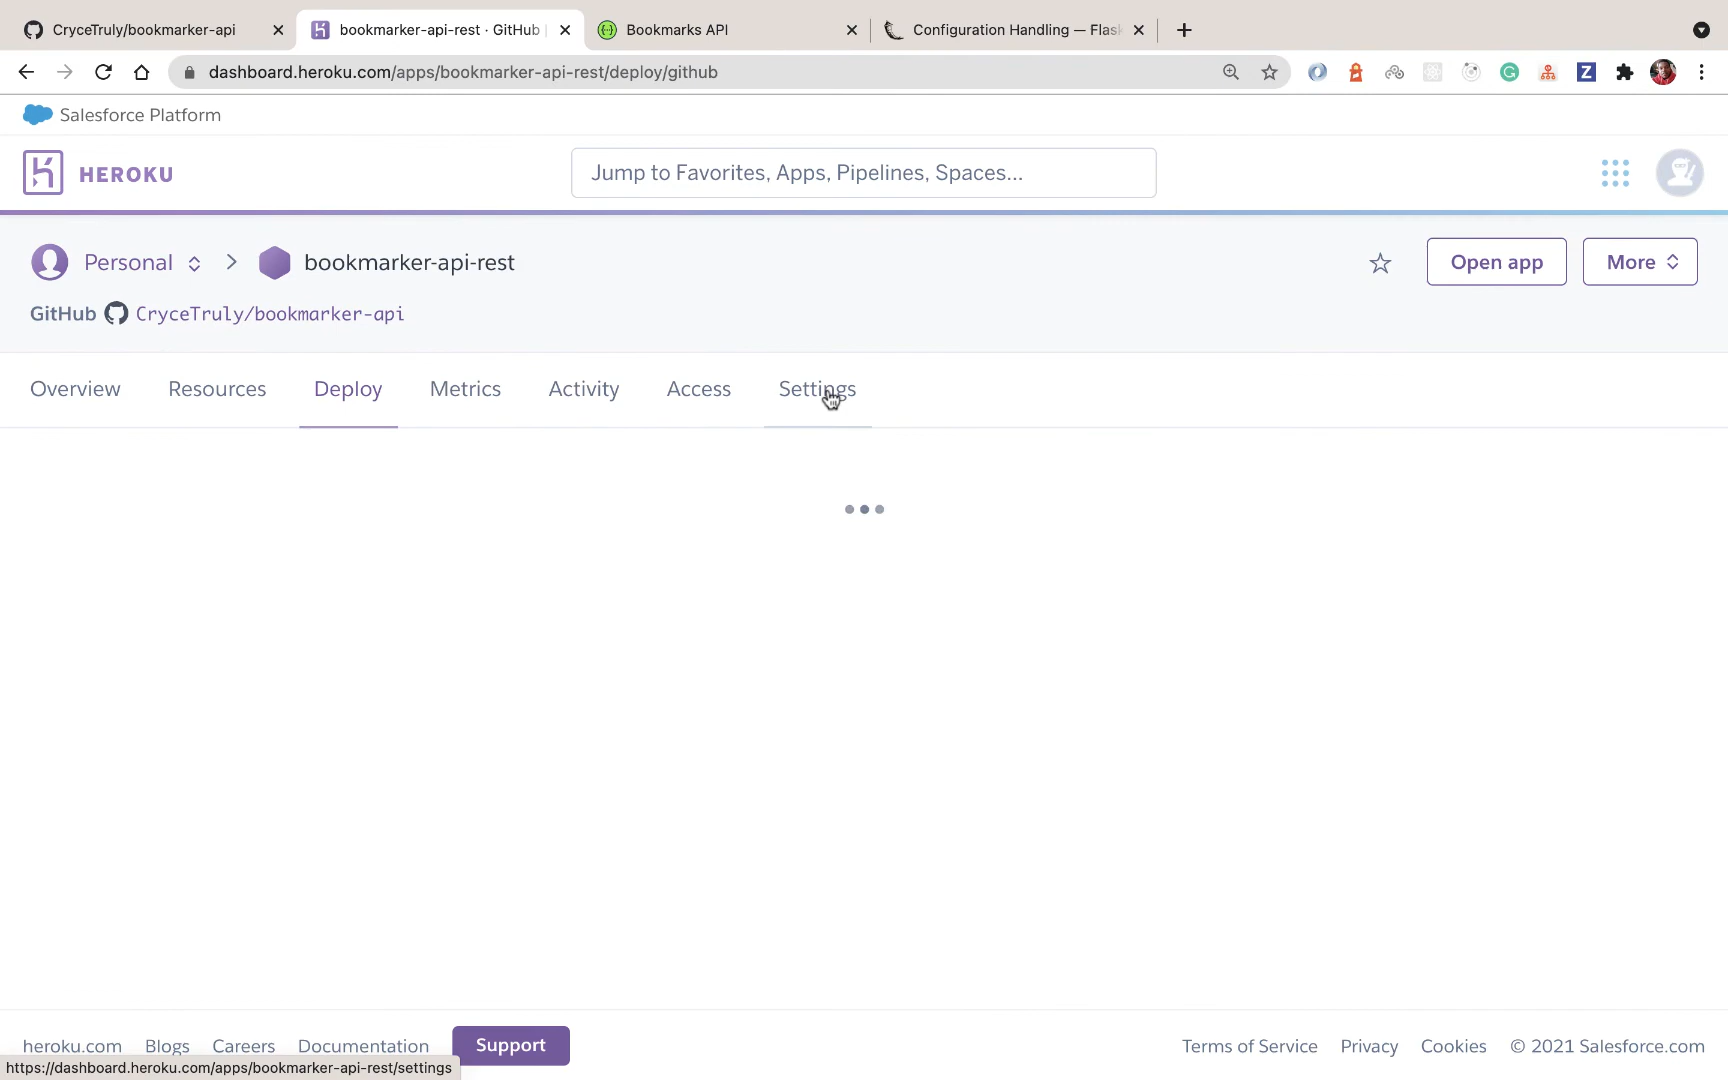 CryceTruly/bookmarker-api
bookmarker-api-rest · GitHub
Bookmarks API
Configuration Handling — Flas
dashboard.heroku.com/apps/bookmarker-api-rest/deploy/github
Salesforce Platform
HEROKU
Jump to Favorites, Apps, Pipelines, Spaces...
Personal > bookmarker-api-rest
Open app
More
GitHub CryceTruly/bookmarker-api
Overview Resources Deploy Metrics Activity Access Settings
heroku.com Blogs Careers Documentation Support Terms of Service Privacy Cookies © 2021 Salesforce.com
https://dashboard.heroku.com/apps/bookmarker-api-rest/settings